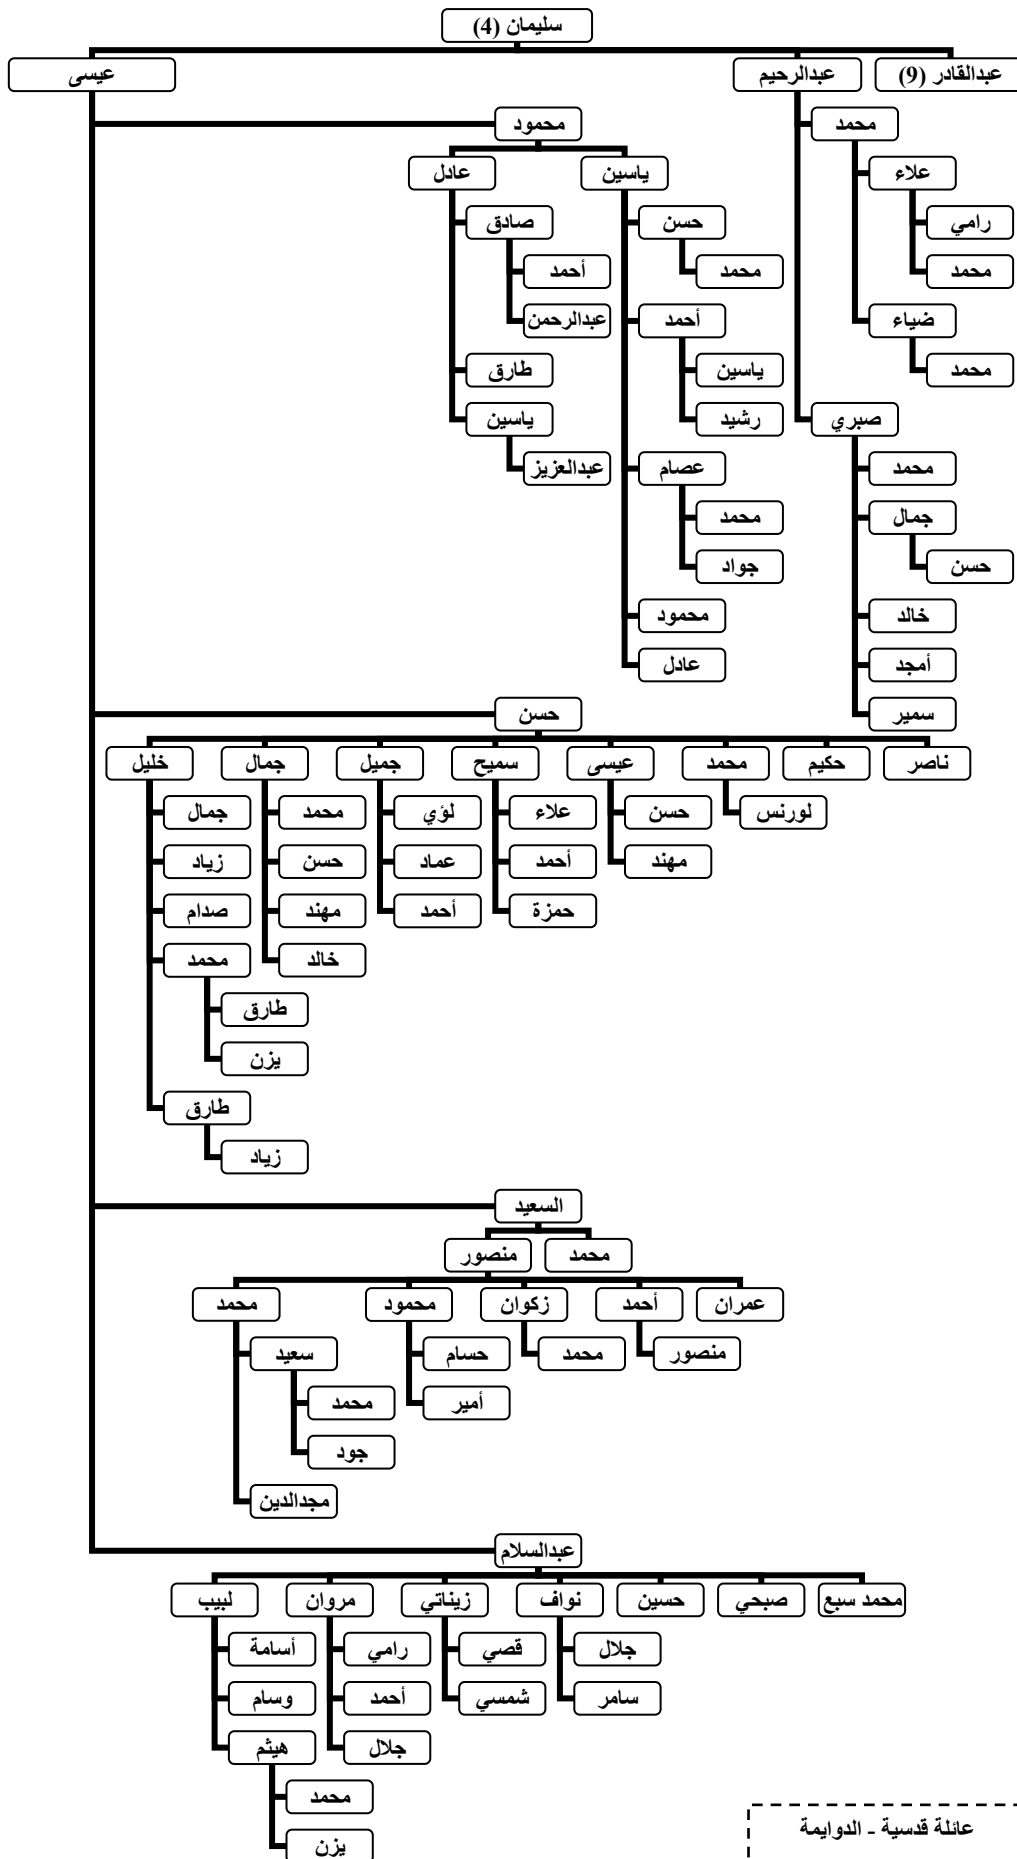 سليمان (4)
عبدالقادر (9)
عبدالرحيم
عيسى
محمد
علاء
رامي
محمد
ضياء
محمد
صبري
محمد
جمال
حسن
خالد
أمجد
سمير
محمود
ياسين
حسن
محمد
أحمد
ياسين
رشيد
عصام
محمد
جواد
محمود
عادل
عادل
صادق
أحمد
عبدالرحمن
طارق
ياسين
عبدالعزيز
حسن
ناصر
حكيم
محمد
لورنس
عيسى
حسن
مهند
سميح
علاء
أحمد
حمزة
جميل
لؤي
عماد
أحمد
جمال
محمد
حسن
مهند
خالد
خليل
جمال
زياد
صدام
محمد
طارق
يزن
طارق
زياد
السعيد
محمد
منصور
عمران
أحمد
منصور
زكوان
محمد
محمود
حسام
أمير
محمد
سعيد
محمد
جود
مجدالدين
عبدالسلام
محمد سبع
صبحي
حسين
نواف
جلال
سامر
زيناتي
قصي
شمسي
مروان
رامي
أحمد
جلال
لبيب
أسامة
وسام
هيثم
محمد
يزن
عائلة قدسية - الدوايمة